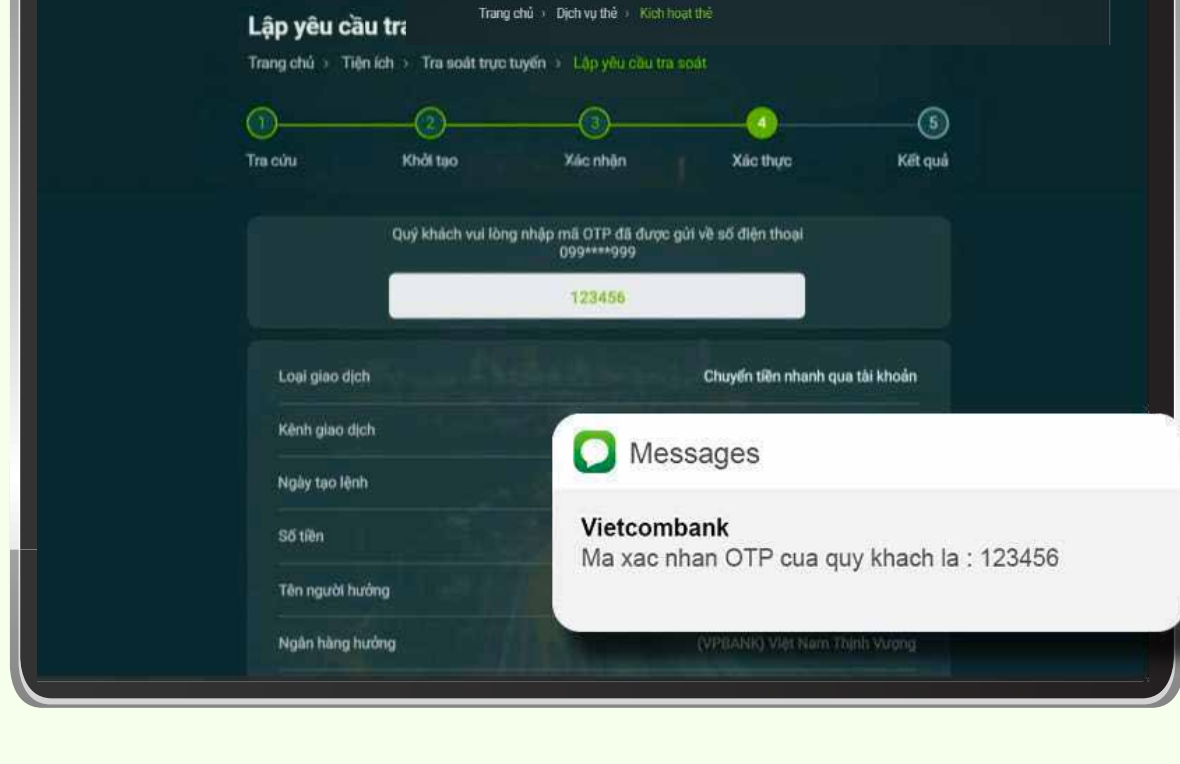 Trang chủ › Dịch vụ thẻ › Kích hoạt thẻ
Lập yêu cầu tra
Trang chủ › Tiện ích › Tra soát trực tuyến › Lập yêu cầu tra soát
1 2 3 4 5
Tra cứu Khởi tạo Xác nhận Xác thực Kết quả
Quý khách vui lòng nhập mã OTP đã được gửi về số điện thoại
099****999
123456
Loại giao dịch Chuyển tiền nhanh qua tài khoản
Kênh giao dịch
Messages
Ngày tạo lệnh
Vietcombank
Số tiền
Ma xac nhan OTP cua quy khach la : 123456
Tên người hưởng
Ngân hàng hưởng (VPBANK) Việt Nam Thịnh Vượng